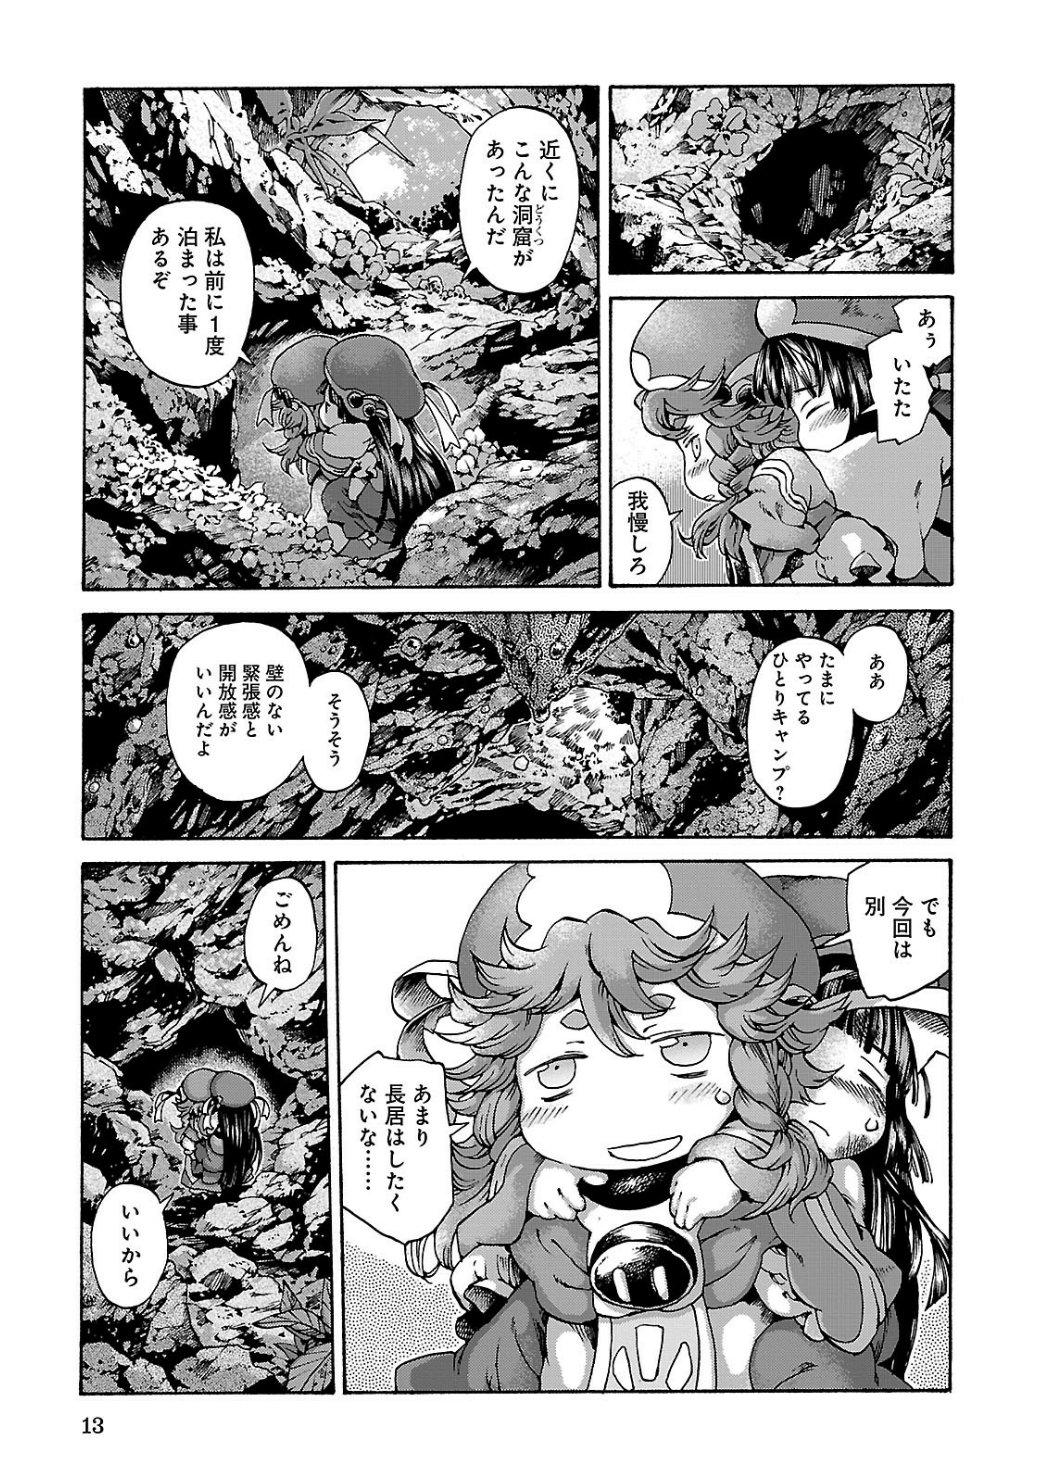 あぅ
いたた
我慢しろ
近くに
こんな洞窟が
どうくつ
あったんだ
私は前に1度
泊まった事
あるぞ
ああ
たまに
やってる
ひとりキャンプ?
そうそう
壁のない
緊張感と
開放感が
いいんだよ
でも
今回は
別
あまり
長居はしたく
ないな……
ごめんね
いいから
13